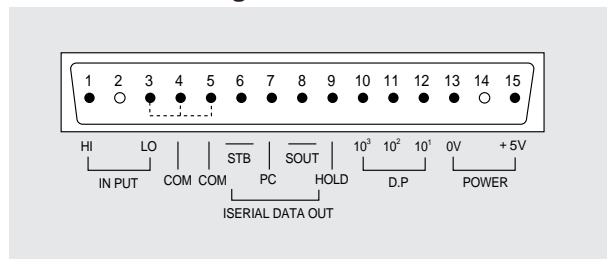 1 2 3 4 5 6 7 8 9 10 11 12 13 14 15
HI LO STB SOUT 10³ 10² 10¹ 0V +5V
IN PUT COM COM PC HOLD D.P POWER
ISERIAL DATA OUT